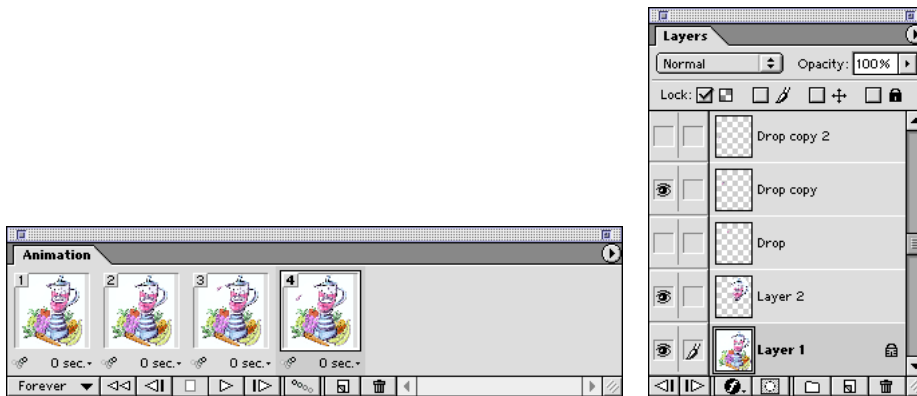 Animation
1 2 3 4
0 sec. 0 sec. 0 sec. 0 sec.
Forever
Layers
Normal Opacity: 100%
Lock:
Drop copy 2
Drop copy
Drop
Layer 2
Layer 1